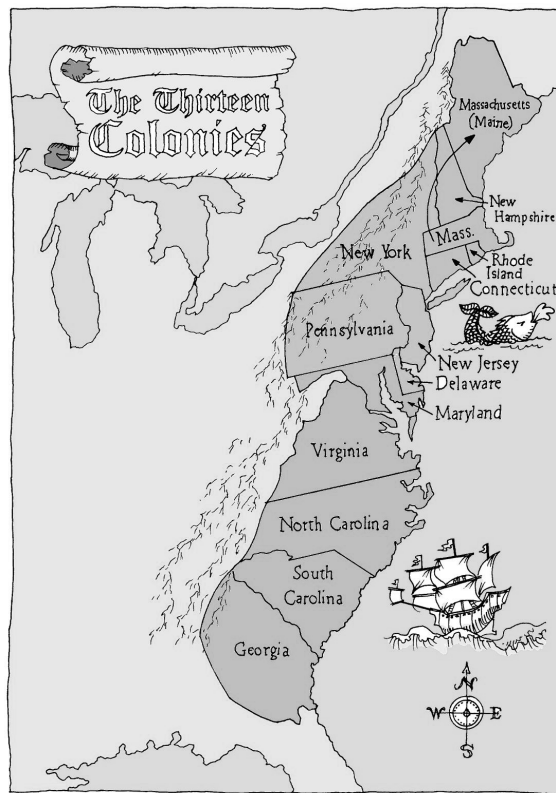 The Thirteen
Colonies
Massachusetts
(Maine)
New
Hampshire
Mass.
New York
Rhode
Island
Connecticut
Pennsylvania
New Jersey
Delaware
Maryland
Virginia
North Carolina
South
Carolina
Georgia
N
W E
S